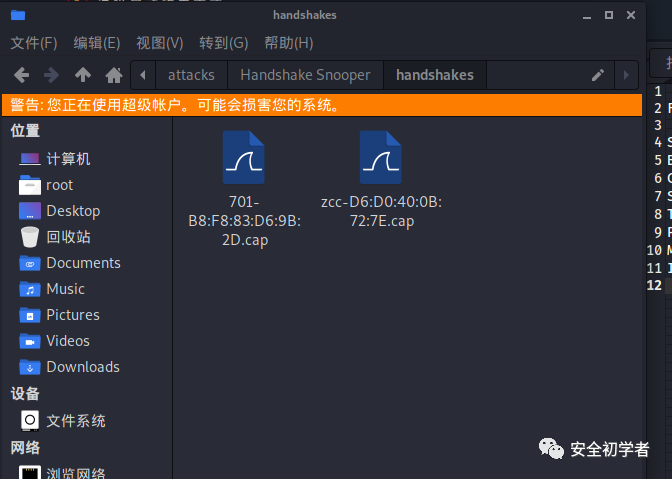 handshakes
文件(F) 编辑(E) 视图(V) 转到(G) 帮助(H)
attacks Handshake Snooper handshakes
警告: 您正在使用超级帐户。可能会损害您的系统。
位置
计算机
root
Desktop
回收站
Documents
Music
Pictures
Videos
Downloads
设备
文件系统
网络
浏览网络
701-
B8:F8:83:D6:9B:
2D.cap
zcc-D6:D0:40:0B:
72:7E.cap
1
2
3
4
5
6
7
8
9
10
11
12
安全初学者